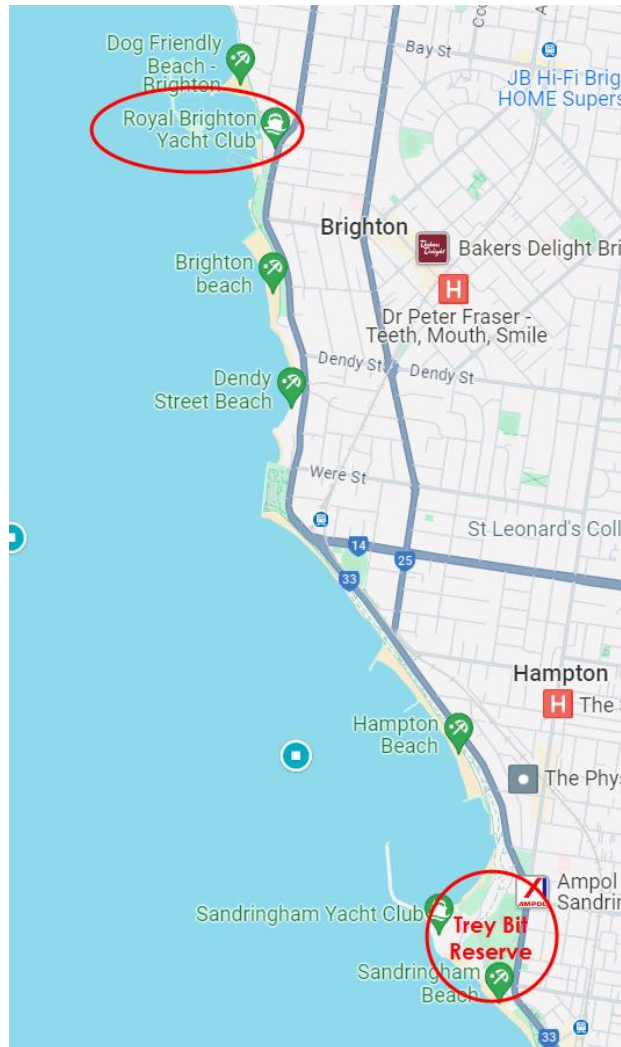 Dog Friendly
Beach -
Brighton
Bay St
JB Hi-Fi Brig
HOME Supers
Royal Brighton
Yacht Club
Brighton
Bakers Delight
Bakers Delight Bri
H
Brighton
beach
Dr Peter Fraser -
Teeth, Mouth, Smile
Dendy St
Dendy St
Dendy
Street Beach
Were St
St Leonard's Coll
14
25
33
Hampton
H
The S
Hampton
Beach
The Phys
Ampol
Sandrin
AMPOL
Sandringham Yacht Club
Trey Bit
Reserve
Sandringham
Beach
33